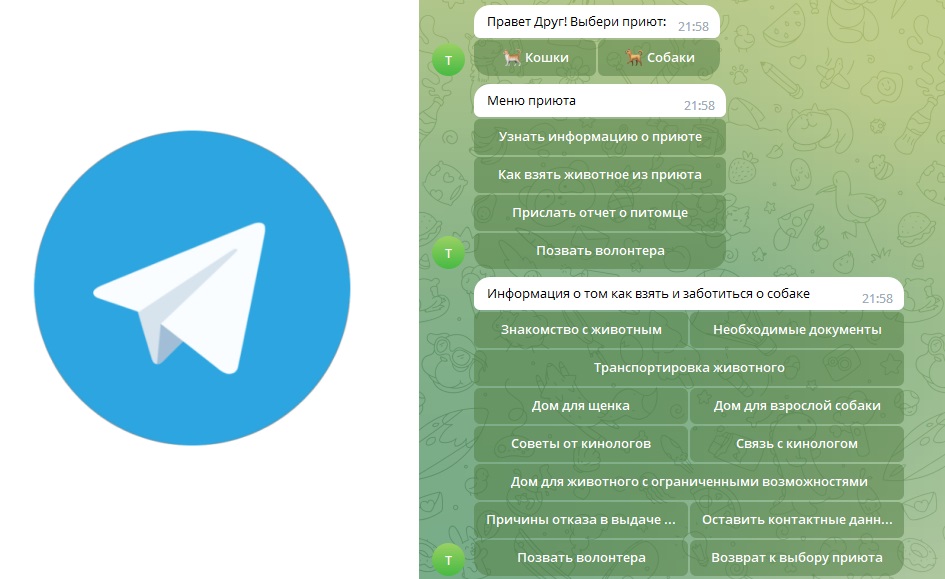 Правет Друг! Выбери приют:
21:58
Т
Кошки
Собаки
Меню приюта
21:58
Узнать информацию о приюте
Как взять животное из приюта
Прислать отчет о питомце
Позвать волонтера
Т
Информация о том как взять и заботиться о собаке
21:58
Знакомство с животным
Необходимые документы
Транспортировка животного
Дом для щенка
Дом для взрослой собаки
Советы от кинологов
Связь с кинологом
Дом для животного с ограниченными возможностями
Причины отказа в выдаче ...
Оставить контактные данн...
Позвать волонтера
Возврат к выбору приюта
Т